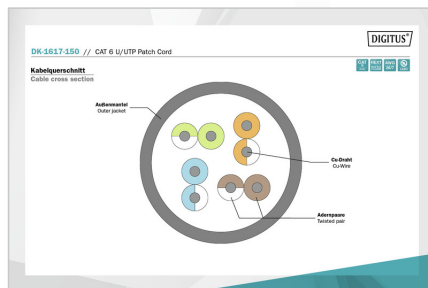 DIGITUS®
DK-1617-150 // CAT 6 U/UTP Patch Cord
Kabelquerschnitt
Cable cross section
Außenmantel
Outer jacket
Cu-Draht
Cu-Wire
Adernpaare
Twisted pair